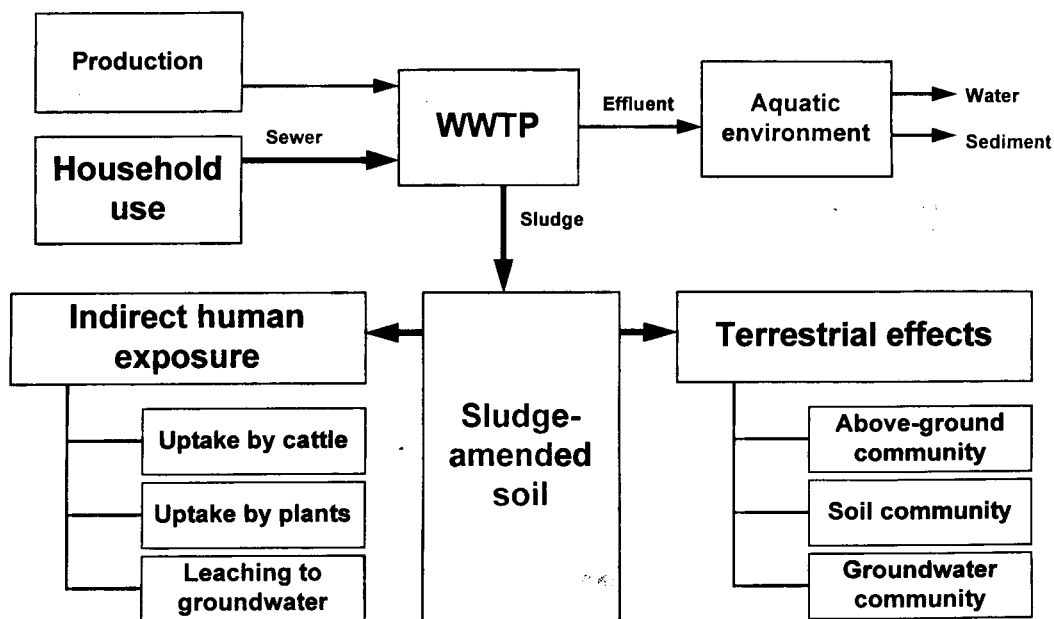 Production
WWTP
Effluent
Aquatic
environment
Water
Sediment
Household
use
Sewer
Sludge
Indirect human
exposure
Uptake by cattle
Uptake by plants
Leaching to
groundwater
Sludge-
amended
soil
Terrestrial effects
Above-ground
community
Soil community
Groundwater
community